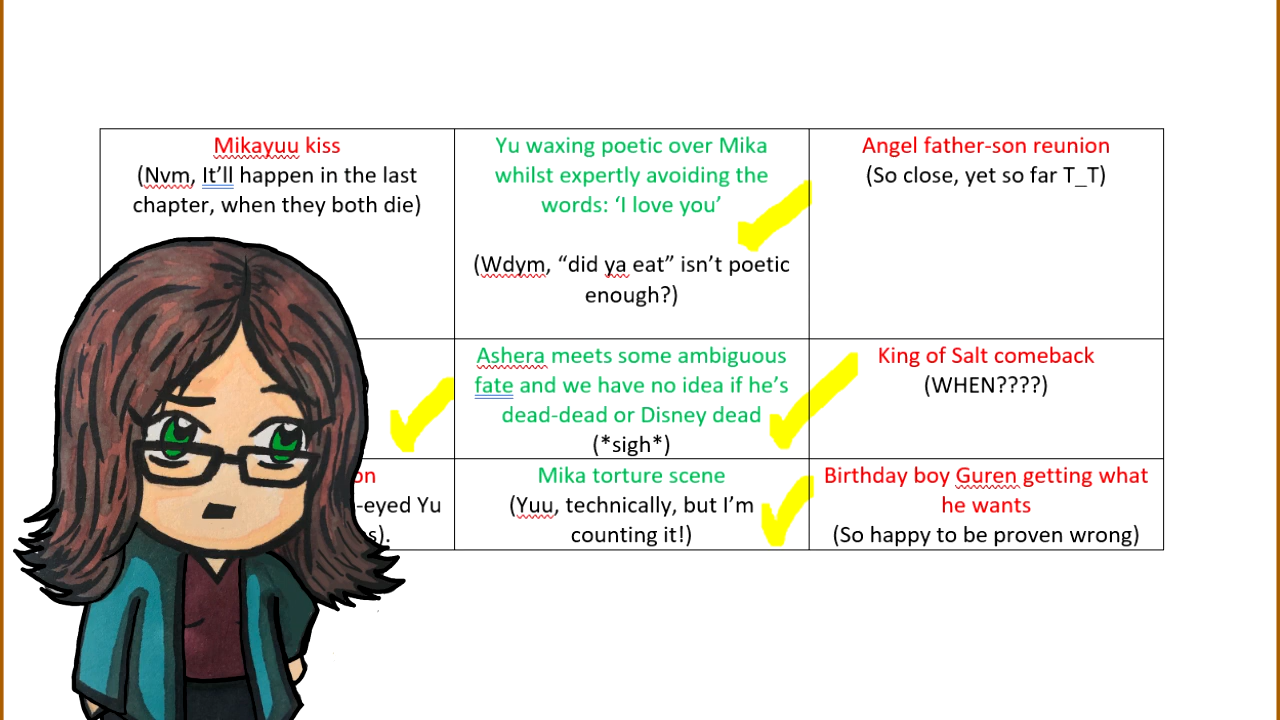 Mikayuu kiss
(Nvm, It’ll happen in the last
chapter, when they both die)
Yu waxing poetic over Mika
whilst expertly avoiding the
words: ‘I love you’
(Wdym, “did ya eat” isn’t poetic
enough?)
Angel father-son reunion
(So close, yet so far T_T)
Ashera meets some ambiguous
fate and we have no idea if he’s
dead-dead or Disney dead
(*sigh*)
King of Salt comeback
(WHEN????)
on
-eyed Yu
s).
Mika torture scene
(Yuu, technically, but I’m
counting it!)
Birthday boy Guren getting what
he wants
(So happy to be proven wrong)